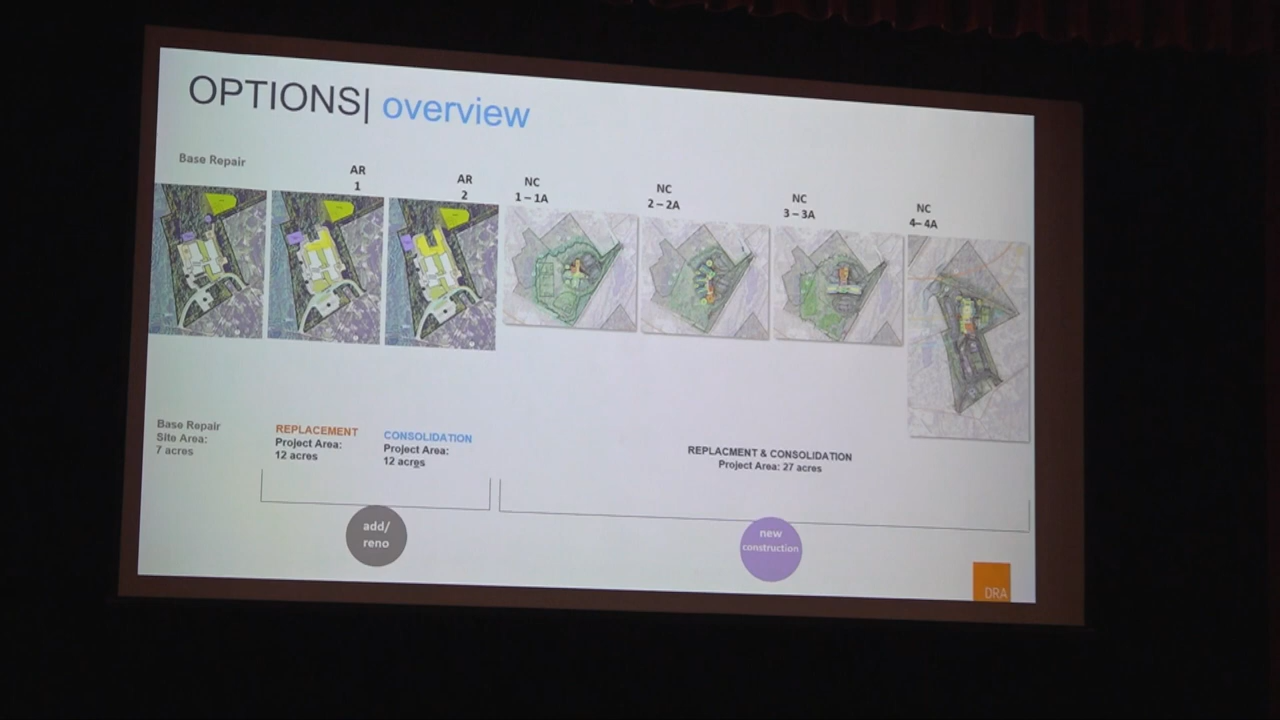 OPTIONS| overview
Base Repair
AR
1
AR
2
NC
1 – 1A
NC
2 – 2A
NC
3 – 3A
NC
4– 4A
Base Repair
Site Area:
7 acres
REPLACEMENT
Project Area:
12 acres
CONSOLIDATION
Project Area:
12 acres
REPLACMENT & CONSOLIDATION
Project Area: 27 acres
add/
reno
new
construction
DRA